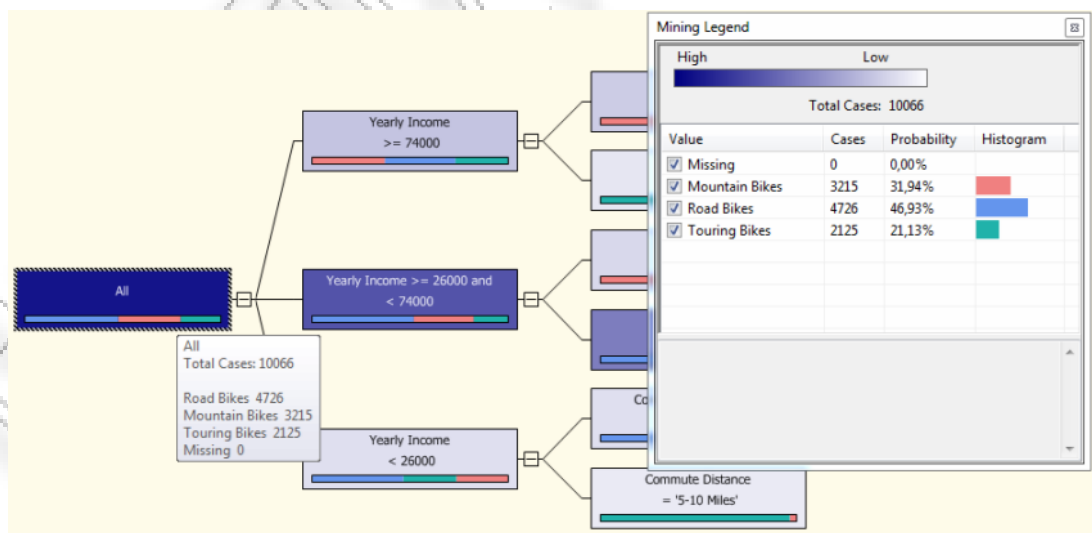 Mining Legend
High Low
Total Cases: 10066
Value Cases Probability Histogram
Missing 0 0,00%
Mountain Bikes 3215 31,94%
Road Bikes 4726 46,93%
Touring Bikes 2125 21,13%
Yearly Income
>= 74000
All
Yearly Income >= 26000 and
< 74000
All
Total Cases: 10066
Road Bikes 4726
Mountain Bikes 3215
Touring Bikes 2125
Missing 0
Yearly Income
< 26000
Commute Distance
= '5-10 Miles'